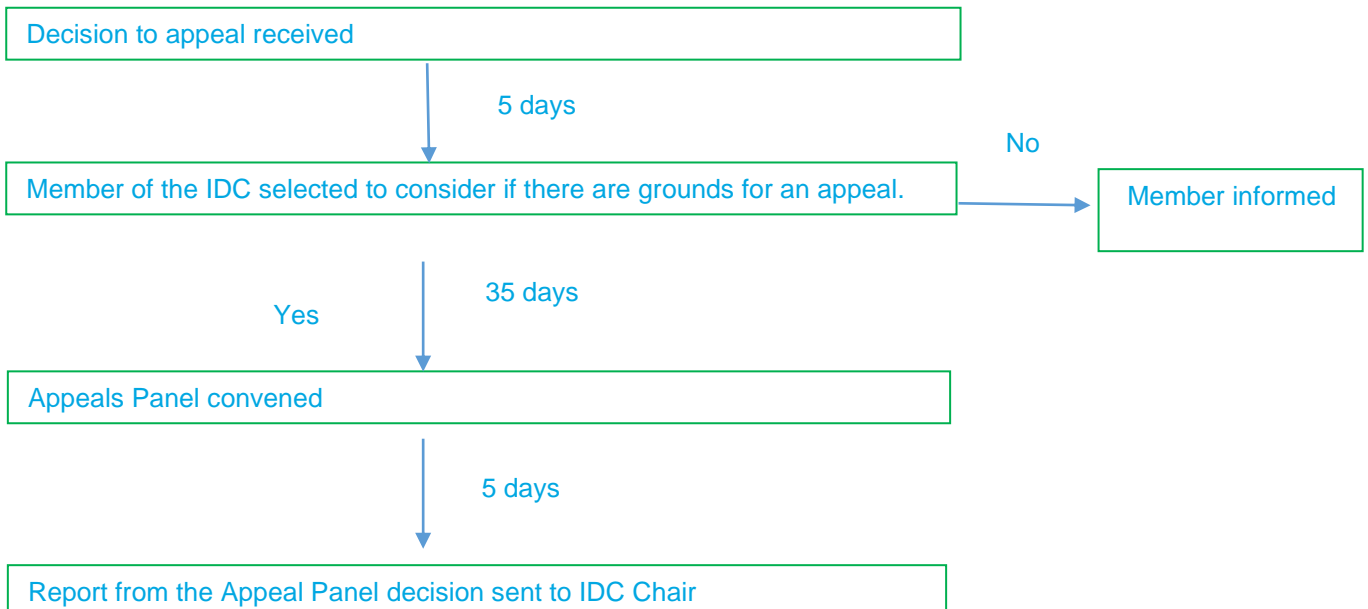 Decision to appeal received
5 days
No
Member of the IDC selected to consider if there are grounds for an appeal.
Member informed
35 days
Yes
Appeals Panel convened
5 days
Report from the Appeal Panel decision sent to IDC Chair